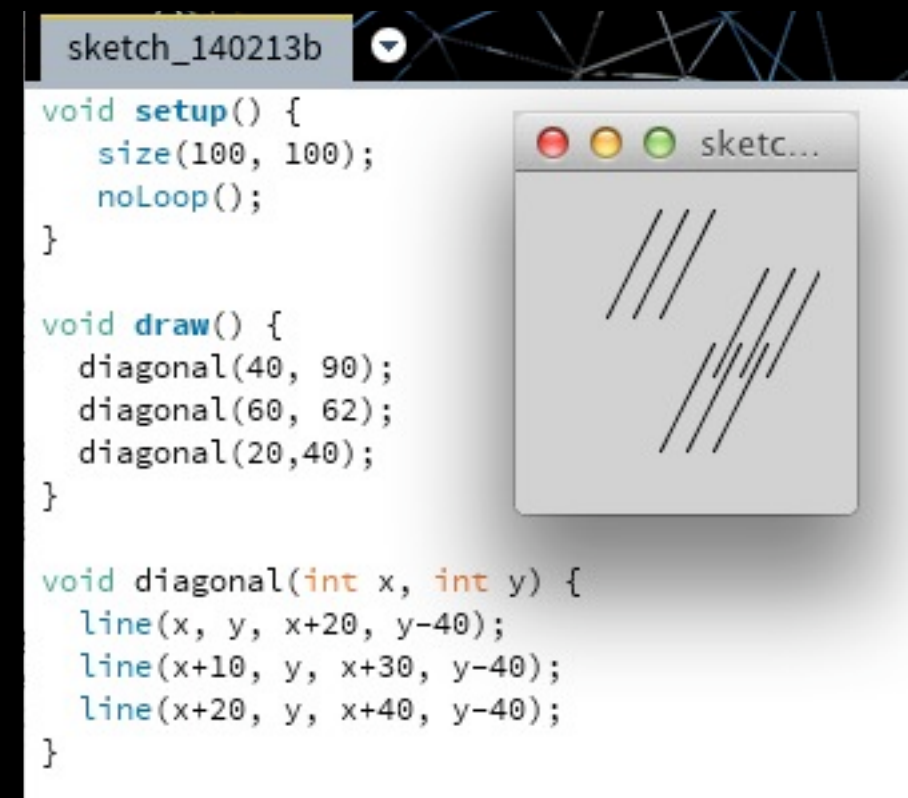 sketch_140213b
void setup() {
   size(100, 100);
   noLoop();
}

void draw() {
  diagonal(40, 90);
  diagonal(60, 62);
  diagonal(20,40);
}

void diagonal(int x, int y) {
  line(x, y, x+20, y-40);
  line(x+10, y, x+30, y-40);
  line(x+20, y, x+40, y-40);
}
sketc...